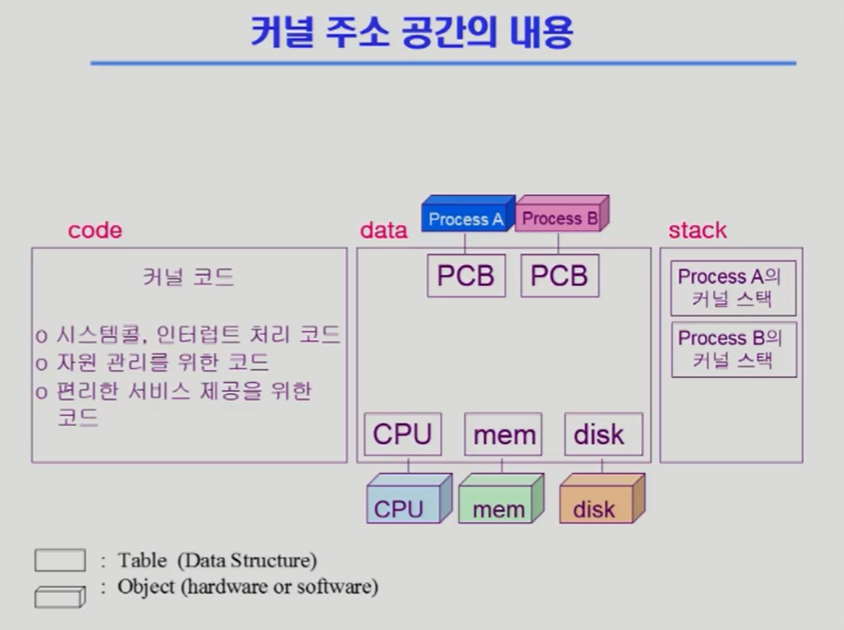 커널 주소 공간의 내용
code
커널 코드
o 시스템콜, 인터럽트 처리 코드
o 자원 관리를 위한 코드
o 편리한 서비스 제공을 위한
코드
data
Process A
Process B
PCB
PCB
CPU
mem
disk
CPU
mem
disk
stack
Process A의
커널 스택
Process B의
커널 스택
: Table (Data Structure)
: Object (hardware or software)